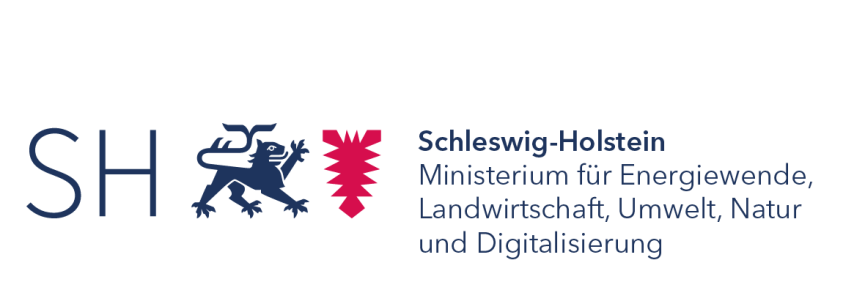 SH
Schleswig-Holstein
Ministerium für Energiewende,
Landwirtschaft, Umwelt, Natur
und Digitalisierung